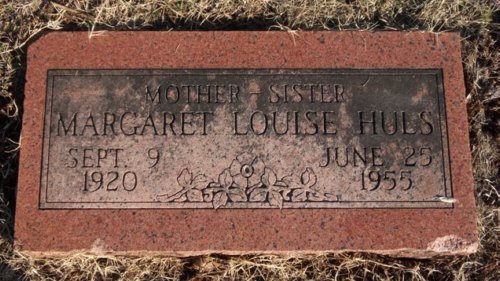 MOTHER - SISTER
MARGARET LOUISE HULS
SEPT. 9 JUNE 25
1920 1955